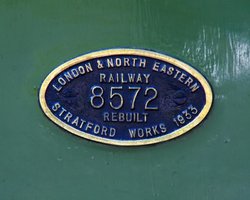 LONDON & NORTH EASTERN
RAILWAY
8572
REBUILT
STRATFORD WORKS 1933